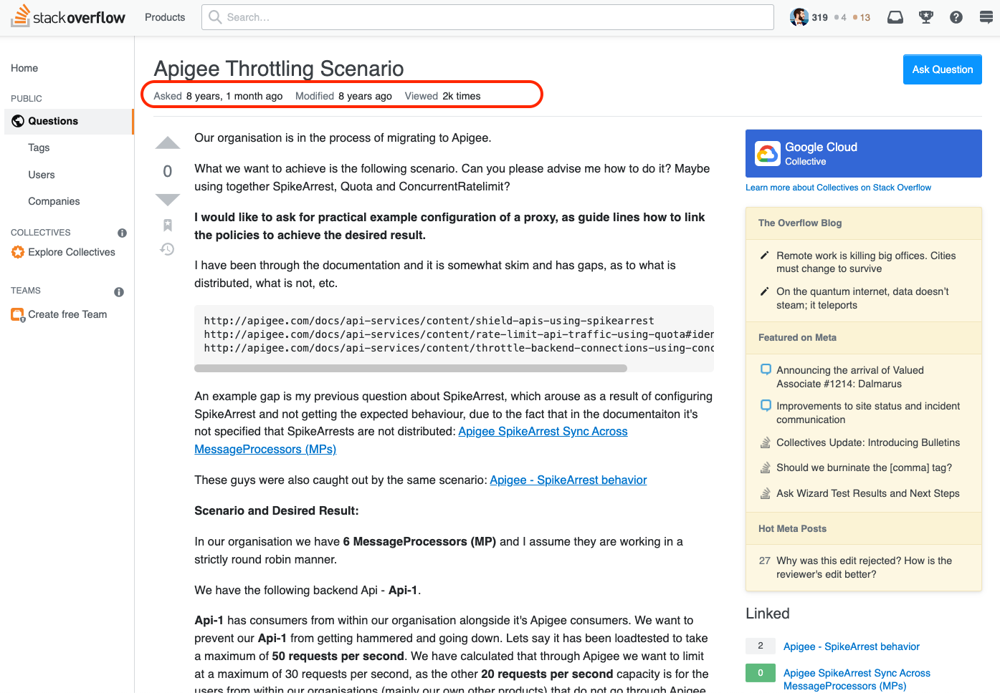 stackoverflow
Products
Search...
319 4 13
Home
PUBLIC
Questions
Tags
Users
Companies
COLLECTIVES
Explore Collectives
TEAMS
Create free Team
Apigee Throttling Scenario
Ask Question
Asked 8 years, 1 month ago Modified 8 years ago Viewed 2k times
0
Our organisation is in the process of migrating to Apigee.
What we want to achieve is the following scenario. Can you please advise me how to do it? Maybe
using together SpikeArrest, Quota and ConcurrentRatelimit?
I would like to ask for practical example configuration of a proxy, as guide lines how to link
the policies to achieve the desired result.
I have been through the documentation and it is somewhat skim and has gaps, as to what is
distributed, what is not, etc.
http://apigee.com/docs/api-services/content/shield-apis-using-spikearrest
http://apigee.com/docs/api-services/content/rate-limit-api-traffic-using-quota#iden
http://apigee.com/docs/api-services/content/throttle-backend-connections-using-conc
An example gap is my previous question about SpikeArrest, which arouse as a result of configuring
SpikeArrest and not getting the expected behaviour, due to the fact that in the documentaiton it's
not specified that SpikeArrests are not distributed: Apigee SpikeArrest Sync Across
MessageProcessors (MPs)
These guys were also caught out by the same scenario: Apigee - SpikeArrest behavior
Scenario and Desired Result:
In our organisation we have 6 MessageProcessors (MP) and I assume they are working in a
strictly round robin manner.
We have the following backend Api - Api-1.
Api-1 has consumers from within our organisation alongside it's Apigee consumers. We want to
prevent our Api-1 from getting hammered and going down. Lets say it has been loadtested to take
a maximum of 50 requests per second. We have calculated that through Apigee we want to limit
at a maximum of 30 requests per second, as the other 20 requests per second capacity is for the
users from within our organisations (mainly our own other products) that do not go through Apigee
Google Cloud
Collective
Learn more about Collectives on Stack Overflow
The Overflow Blog
Remote work is killing big offices. Cities
must change to survive
On the quantum internet, data doesn't
steam; it teleports
Featured on Meta
Announcing the arrival of Valued
Associate #1214: Dalmarus
Improvements to site status and incident
communication
Collectives Update: Introducing Bulletins
Should we burninate the [comma] tag?
Ask Wizard Test Results and Next Steps
Hot Meta Posts
27 Why was this edit rejected? How is the
reviewer's edit better?
Linked
2 Apigee - SpikeArrest behavior
0 Apigee SpikeArrest Sync Across
MessageProcessors (MPs)